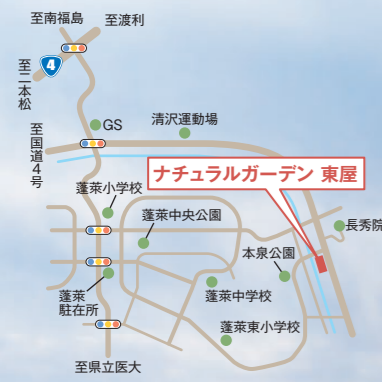 至南福島
至渡利
4
至二本松
至国道4号
GS
清沢運動場
ナチュラルガーデン 東屋
蓬莱小学校
蓬莱中央公園
長秀院
本泉公園
蓬莱
駐在所
蓬莱中学校
蓬莱東小学校
至県立医大